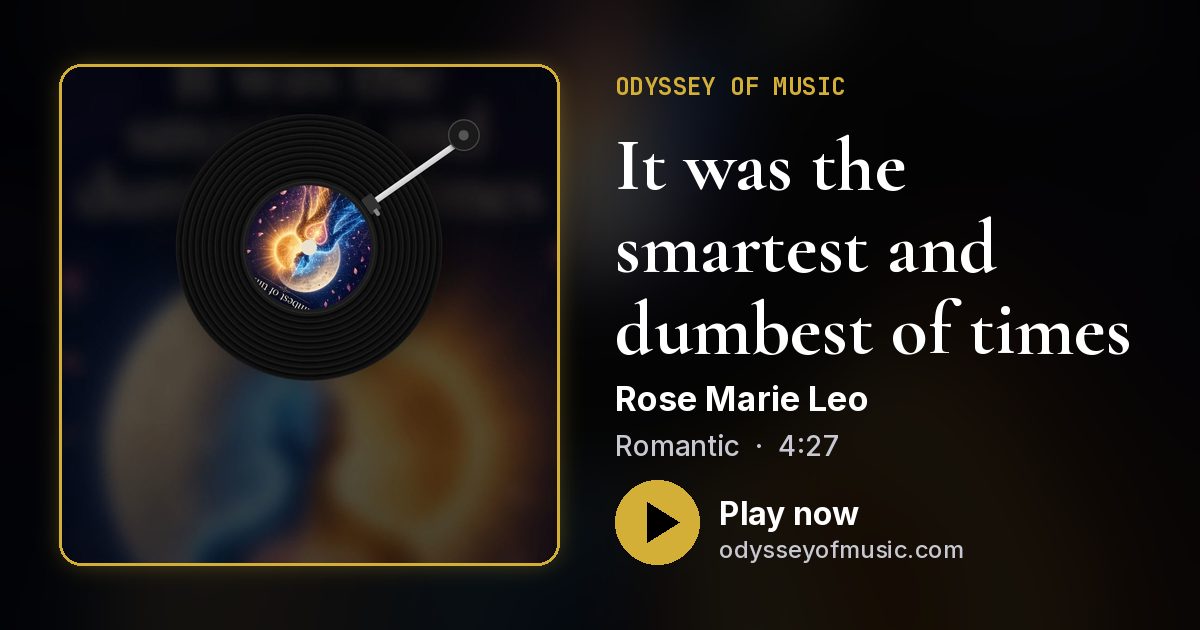 ODYSSEY OF MUSIC
It was the
smartest and
dumbest of times
Rose Marie Leo
Romantic · 4:27
Play now
odysseyofmusic.com